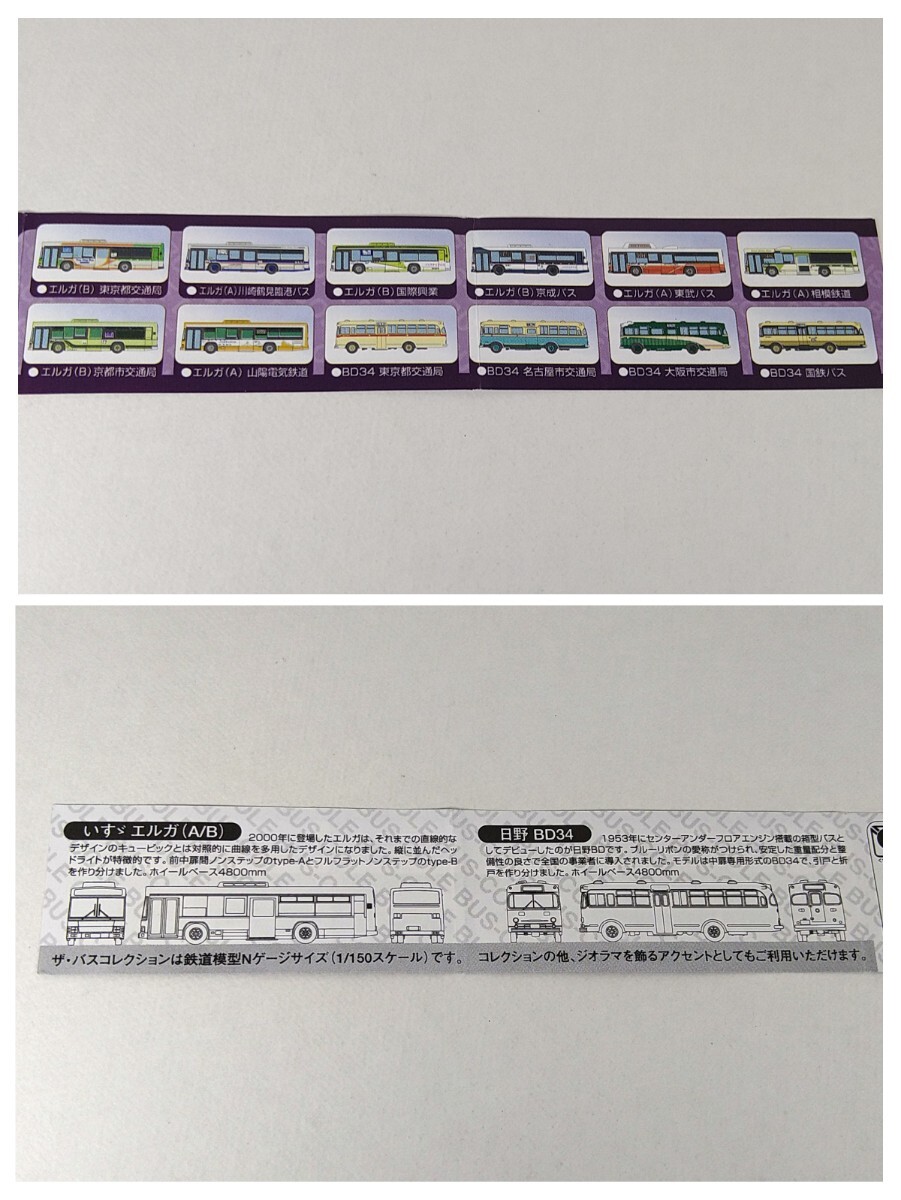 ●エルガ(B) 東京都交通局
●エルガ(A)川崎鶴見臨港バス
●エルガ(B) 国際興業
●エルガ(B) 京成バス
●エルガ(A) 東武バス
●エルガ(A) 相模鉄道
●エルガ(B) 京都市交通局
●エルガ(A) 山陽電気鉄道
●BD34 東京都交通局
●BD34 名古屋市交通局
●BD34 大阪市交通局
●BD34 国鉄バス
いすゞ エルガ(A/B)
2000年に登場したエルガは、それまでの直線的な
デザインのキュービックとは対照的に曲線を多用したデザインになりました。縦に並んだヘッ
ドライトが特徴的です。前中扉間ノンステップのtype-Aとフルフラットノンステップのtype-B
を作り分けました。ホイールベース4800mm
日野 BD34
1953年にセンターアンダーフロアエンジン搭載の箱型バスと
してデビューしたのが日野BDです。ブルーリボンの愛称がつけられ、安定した重量配分と整
備性の良さで全国の事業者に導入されました。モデルは中扉専用形式のBD34で、引戸と折
戸を作り分けました。ホイールベース4800mm
ザ・バスコレクションは鉄道模型Nゲージサイズ(1/150スケール)です。
コレクションの他、ジオラマを飾るアクセントとしてもご利用いただけます。